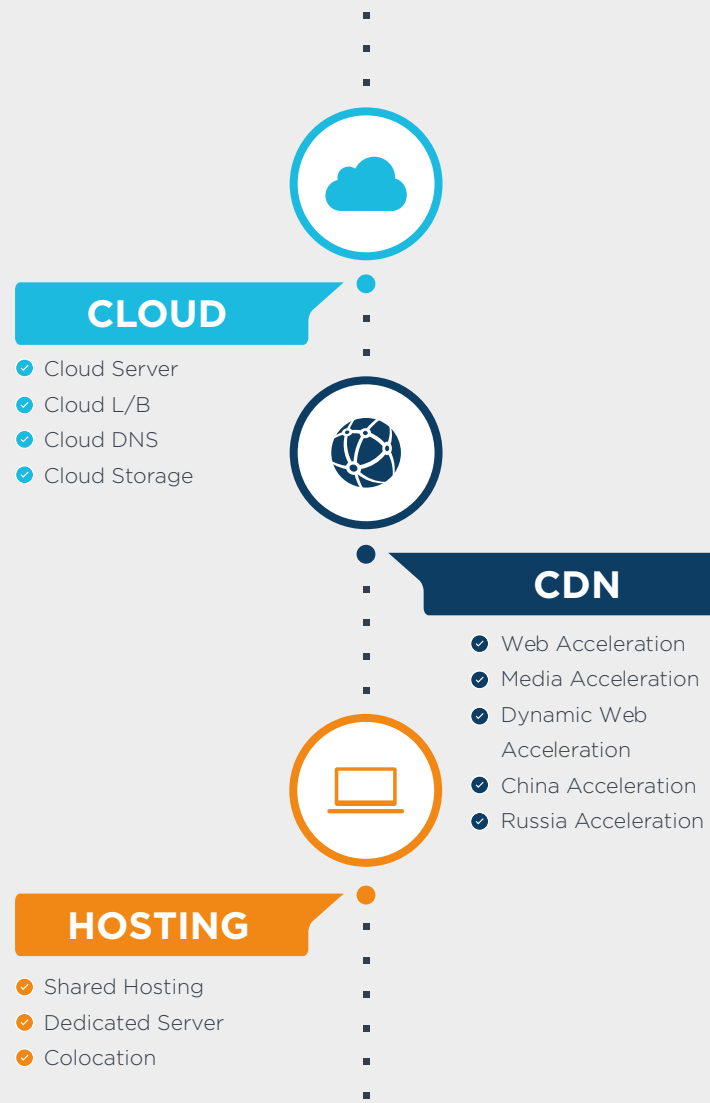 CLOUD
Cloud Server
Cloud L/B
Cloud DNS
Cloud Storage
CDN
Web Acceleration
Media Acceleration
Dynamic Web
Acceleration
China Acceleration
Russia Acceleration
HOSTING
Shared Hosting
Dedicated Server
Colocation